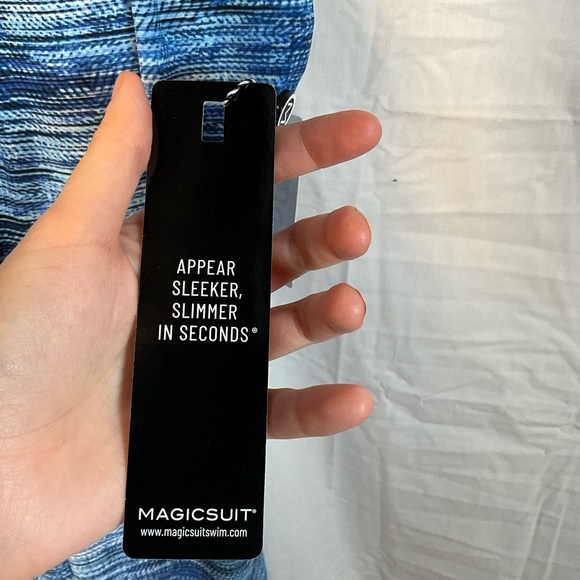 APPEAR
SLEEKER,
SLIMMER
IN SECONDS®
MAGICSUIT®
www.magicsuitswim.com